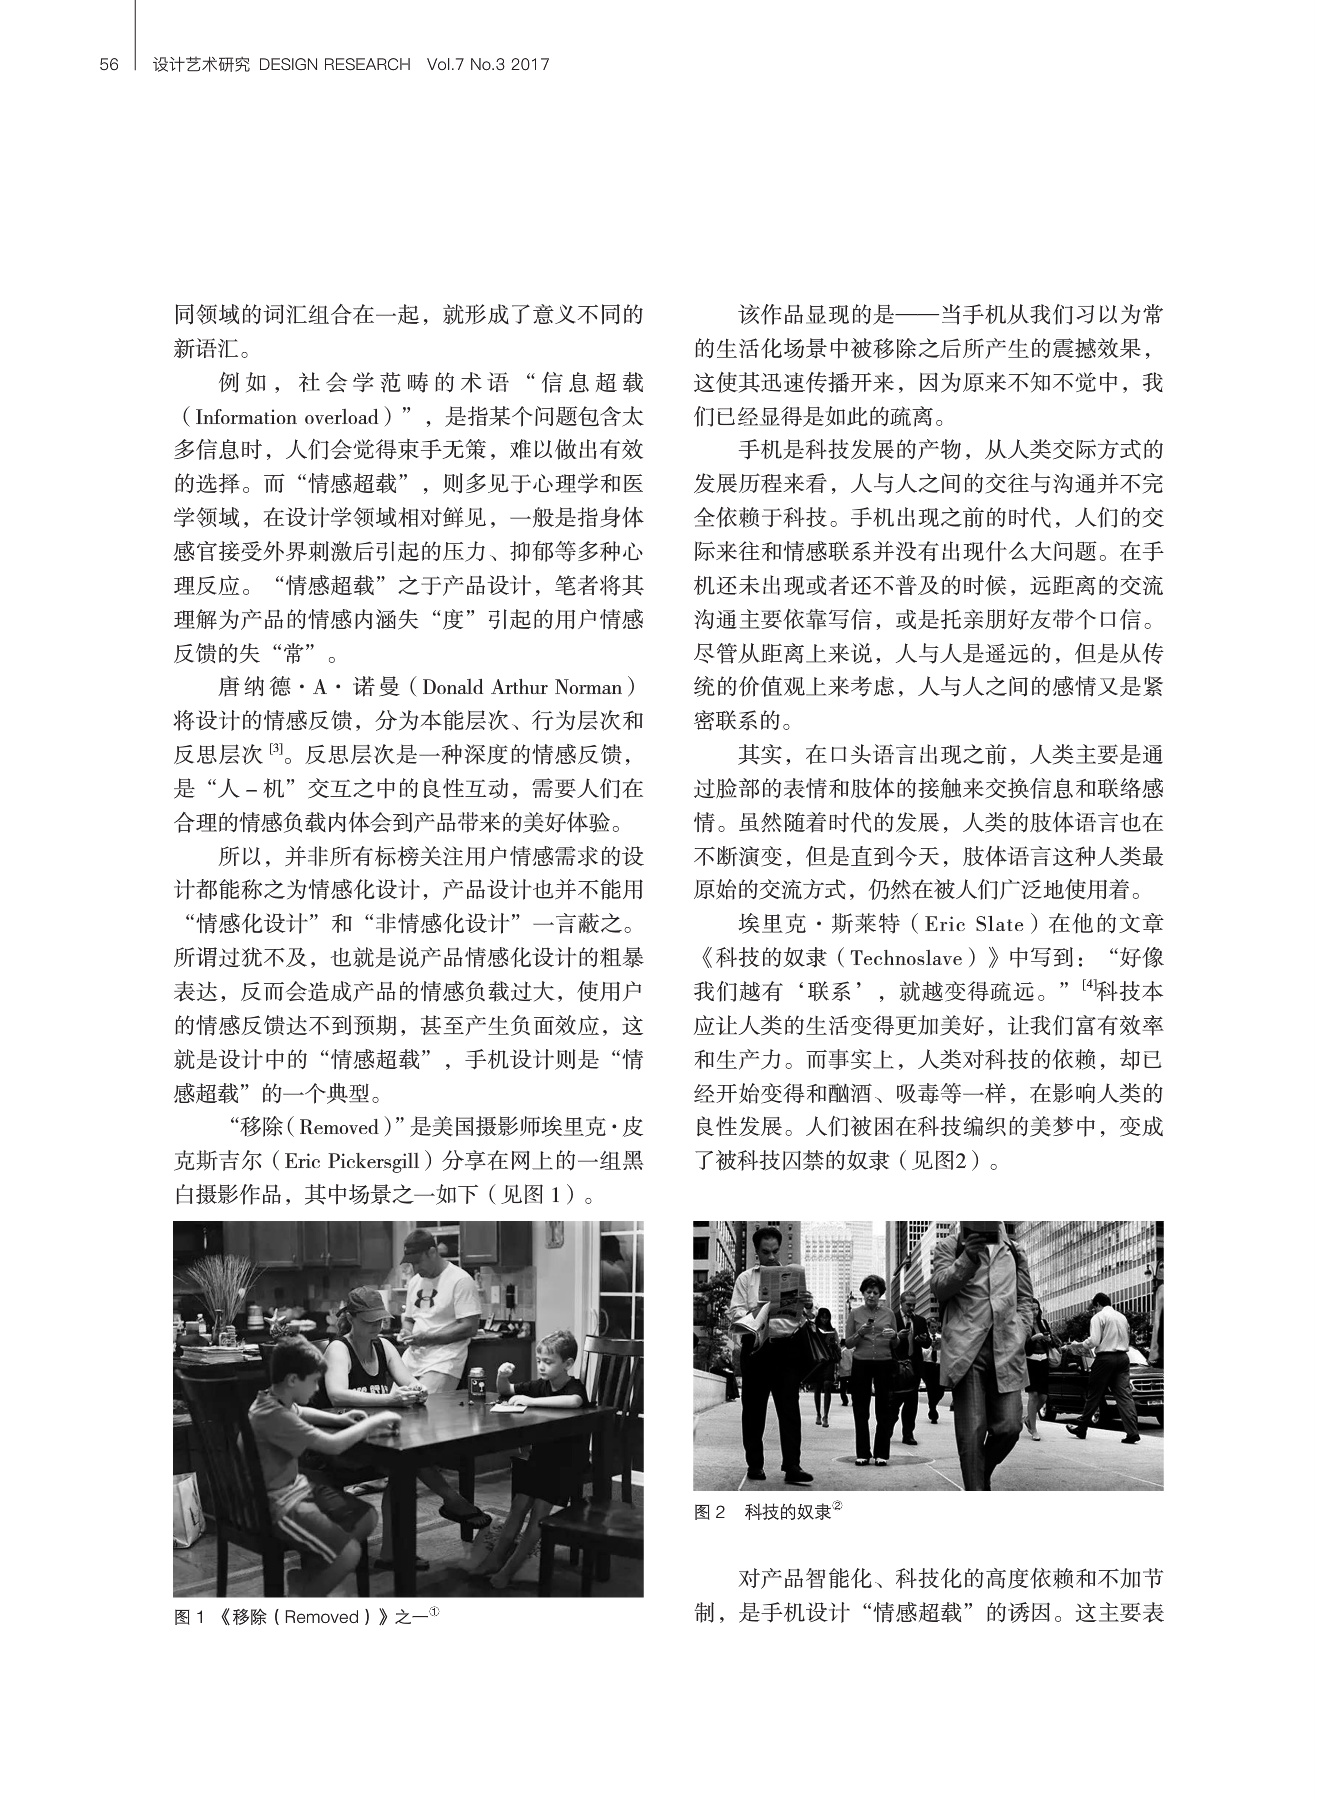 56 设计艺术研究 DESIGN RESEARCH Vol.7 No.3 2017
同领域的词汇组合在一起，就形成了意义不同的
新语汇。
例如，社会学范畴的术语“信息超载
（Information overload）”，是指某个问题包含太
多信息时，人们会觉得束手无策，难以做出有效
的选择。而“情感超载”，则多见于心理学和医
学领域，在设计学领域相对鲜见，一般是指身体
感官接受外界刺激后引起的压力、抑郁等多种心
理反应。“情感超载”之于产品设计，笔者将其
理解为产品的情感内涵失“度”引起的用户情感
反馈的失“常”。
唐纳德·A·诺曼（Donald Arthur Norman）
将设计的情感反馈，分为本能层次、行为层次和
反思层次[3]。反思层次是一种深度的情感反馈，
是“人－机”交互之中的良性互动，需要人们在
合理的情感负载内体会到产品带来的美好体验。
所以，并非所有标榜关注用户情感需求的设
计都能称之为情感化设计，产品设计也并不能用
“情感化设计”和“非情感化设计”一言蔽之。
所谓过犹不及，也就是说产品情感化设计的粗暴
表达，反而会造成产品的情感负载过大，使用户
的情感反馈达不到预期，甚至产生负面效应，这
就是设计中的“情感超载”，手机设计则是“情
感超载”的一个典型。
“移除（Removed）”是美国摄影师埃里克·皮
克斯吉尔（Eric Pickersgill）分享在网上的一组黑
白摄影作品，其中场景之一如下（见图 1）。
图 1 《移除（Removed）》之一①
该作品显现的是——当手机从我们习以为常
的生活化场景中被移除之后所产生的震撼效果，
这使其迅速传播开来，因为原来不知不觉中，我
们已经显得是如此的疏离。
手机是科技发展的产物，从人类交际方式的
发展历程来看，人与人之间的交往与沟通并不完
全依赖于科技。手机出现之前的时代，人们的交
际来往和情感联系并没有出现什么大问题。在手
机还未出现或者还不普及的时候，远距离的交流
沟通主要依靠写信，或是托亲朋好友带个口信。
尽管从距离上来说，人与人是遥远的，但是从传
统的价值观上来考虑，人与人之间的感情又是紧
密联系的。
其实，在口头语言出现之前，人类主要是通
过脸部的表情和肢体的接触来交换信息和联络感
情。虽然随着时代的发展，人类的肢体语言也在
不断演变，但是直到今天，肢体语言这种人类最
原始的交流方式，仍然在被人们广泛地使用着。
埃里克·斯莱特（Eric Slate）在他的文章
《科技的奴隶（Technoslave）》中写到：“好像
我们越有‘联系’，就越变得疏远。”[4]科技本
应让人类的生活变得更加美好，让我们富有效率
和生产力。而事实上，人类对科技的依赖，却已
经开始变得和酗酒、吸毒等一样，在影响人类的
良性发展。人们被困在科技编织的美梦中，变成
了被科技囚禁的奴隶（见图2）。
图 2 科技的奴隶②
对产品智能化、科技化的高度依赖和不加节
制，是手机设计“情感超载”的诱因。这主要表